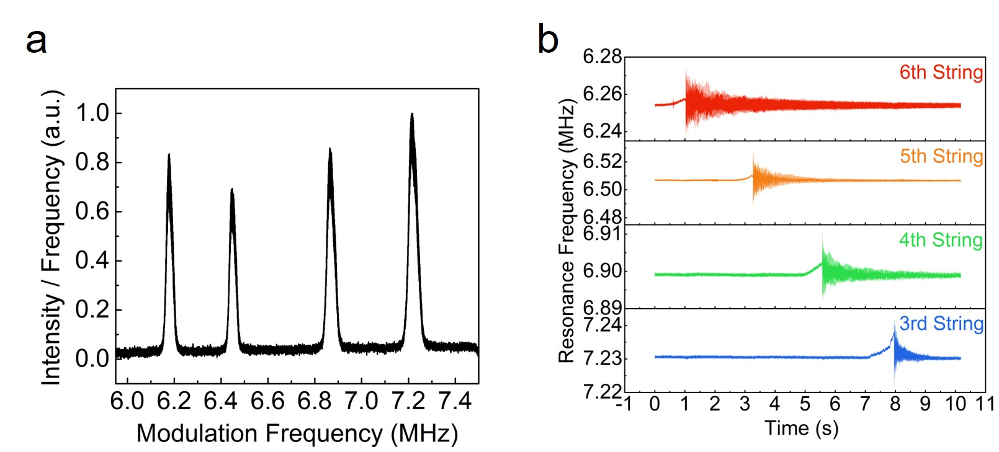 a
Intensity / Frequency (a.u.)
1.0
0.8
0.6
0.4
0.2
0.0
6.0 6.2 6.4 6.6 6.8 7.0 7.2 7.4
Modulation Frequency (MHz)
b
Resonance Frequency (MHz)
6.28
6.26
6.24
6th String
6.52
6.50
6.48
5th String
6.91
6.90
6.89
4th String
7.24
7.23
7.22
3rd String
-1 0 1 2 3 4 5 6 7 8 9 10 11
Time (s)